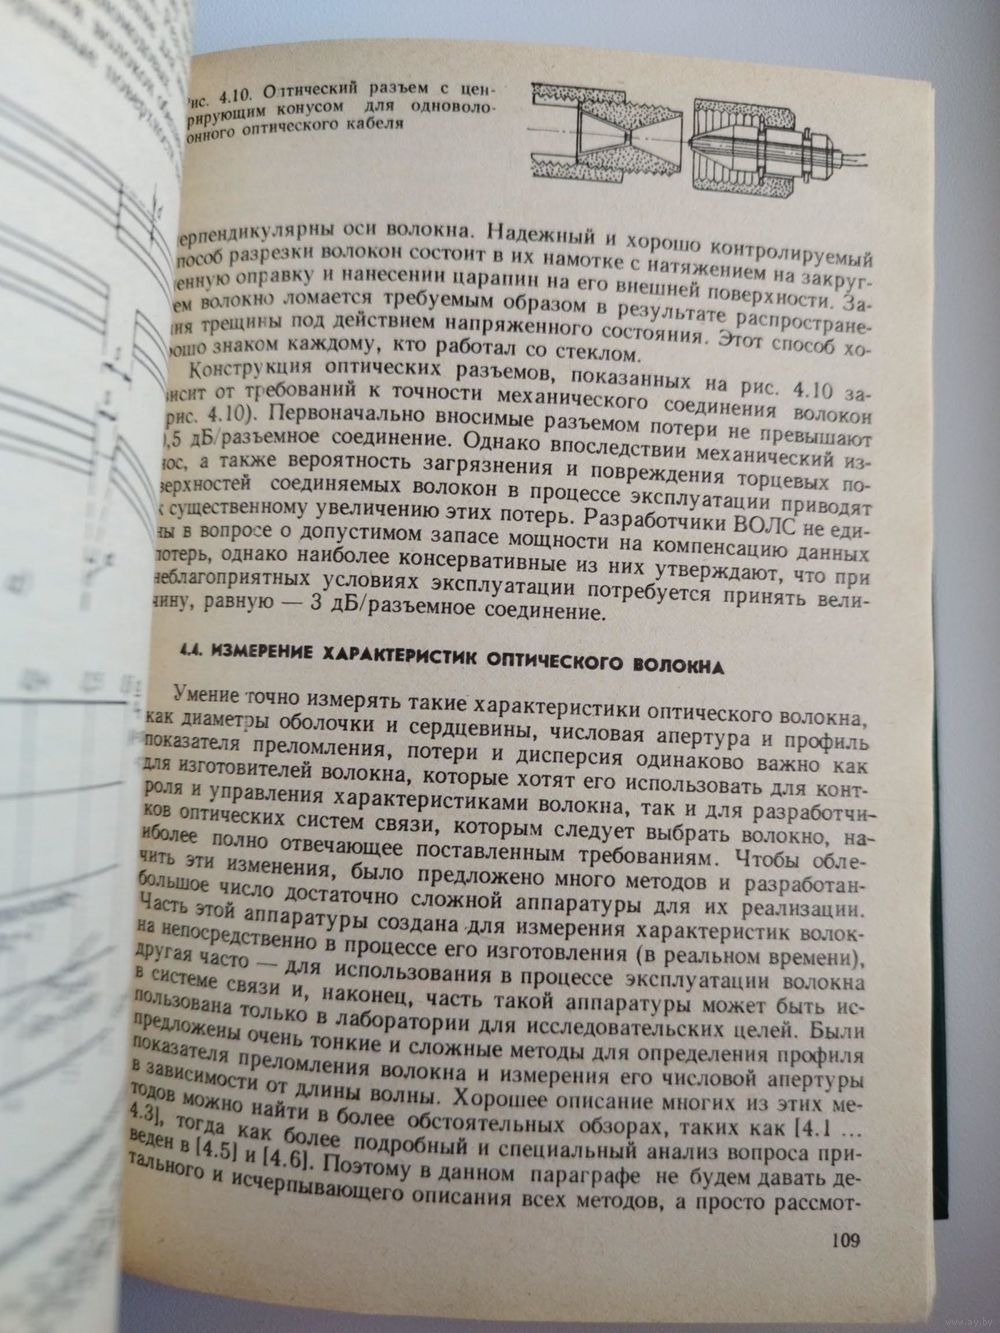 Рис. 4.10. Оптический разъем с цен-
рирующим конусом для одноволо-
онного оптического кабеля
ерпендикулярны оси волокна. Надежный и хорошо контролируемый
пособ разрезки волокон состоит в их намотке с натяжением на закруг-
енную оправку и нанесении царапин на его внешней поверхности. За-
ем волокно ломается требуемым образом в результате распростране-
ия трещины под действием напряженного состояния. Этот способ хо-
рошо знаком каждому, кто работал со стеклом.
Конструкция оптических разъемов, показанных на рис. 4.10 за-
висит от требований к точности механического соединения волокон
рис. 4.10). Первоначально вносимые разъемом потери не превышают
0,5 дБ/разъемное соединение. Однако впоследствии механический из-
нос, а также вероятность загрязнения и повреждения торцевых по-
верхностей соединяемых волокон в процессе эксплуатации приводят
к существенному увеличению этих потерь. Разработчики ВОЛС не еди-
ны в вопросе о допустимом запасе мощности на компенсацию данных
потерь, однако наиболее консервативные из них утверждают, что при
неблагоприятных условиях эксплуатации потребуется принять вели-
чину, равную — 3 дБ/разъемное соединение.
4.4. ИЗМЕРЕНИЕ ХАРАКТЕРИСТИК ОПТИЧЕСКОГО ВОЛОКНА
Умение точно измерять такие характеристики оптического волокна,
как диаметры оболочки и сердцевины, числовая апертура и профиль
показателя преломления, потери и дисперсия одинаково важно как
для изготовителей волокна, которые хотят его использовать для конт-
роля и управления характеристиками волокна, так и для разработчи-
ков оптических систем связи, которым следует выбрать волокно, на-
иболее полно отвечающее поставленным требованиям. Чтобы обле-
чить эти изменения, было предложено много методов и разработан-
большое число достаточно сложной аппаратуры для их реализации.
Часть этой аппаратуры создана для измерения характеристик волок-
на непосредственно в процессе его изготовления (в реальном времени),
другая часто — для использования в процессе эксплуатации волокна
в системе связи и, наконец, часть такой аппаратуры может быть ис-
пользована только в лаборатории для исследовательских целей. Были
предложены очень тонкие и сложные методы для определения профиля
показателя преломления волокна и измерения его числовой апертуры
в зависимости от длины волны. Хорошее описание многих из этих ме-
тодов можно найти в более обстоятельных обзорах, таких как [4.1 ...
4.3], тогда как более подробный и специальный анализ вопроса при-
веден в [4.5] и [4.6]. Поэтому в данном параграфе не будем давать де-
тального и исчерпывающего описания всех методов, а просто рассмот-
109
www.ay.by